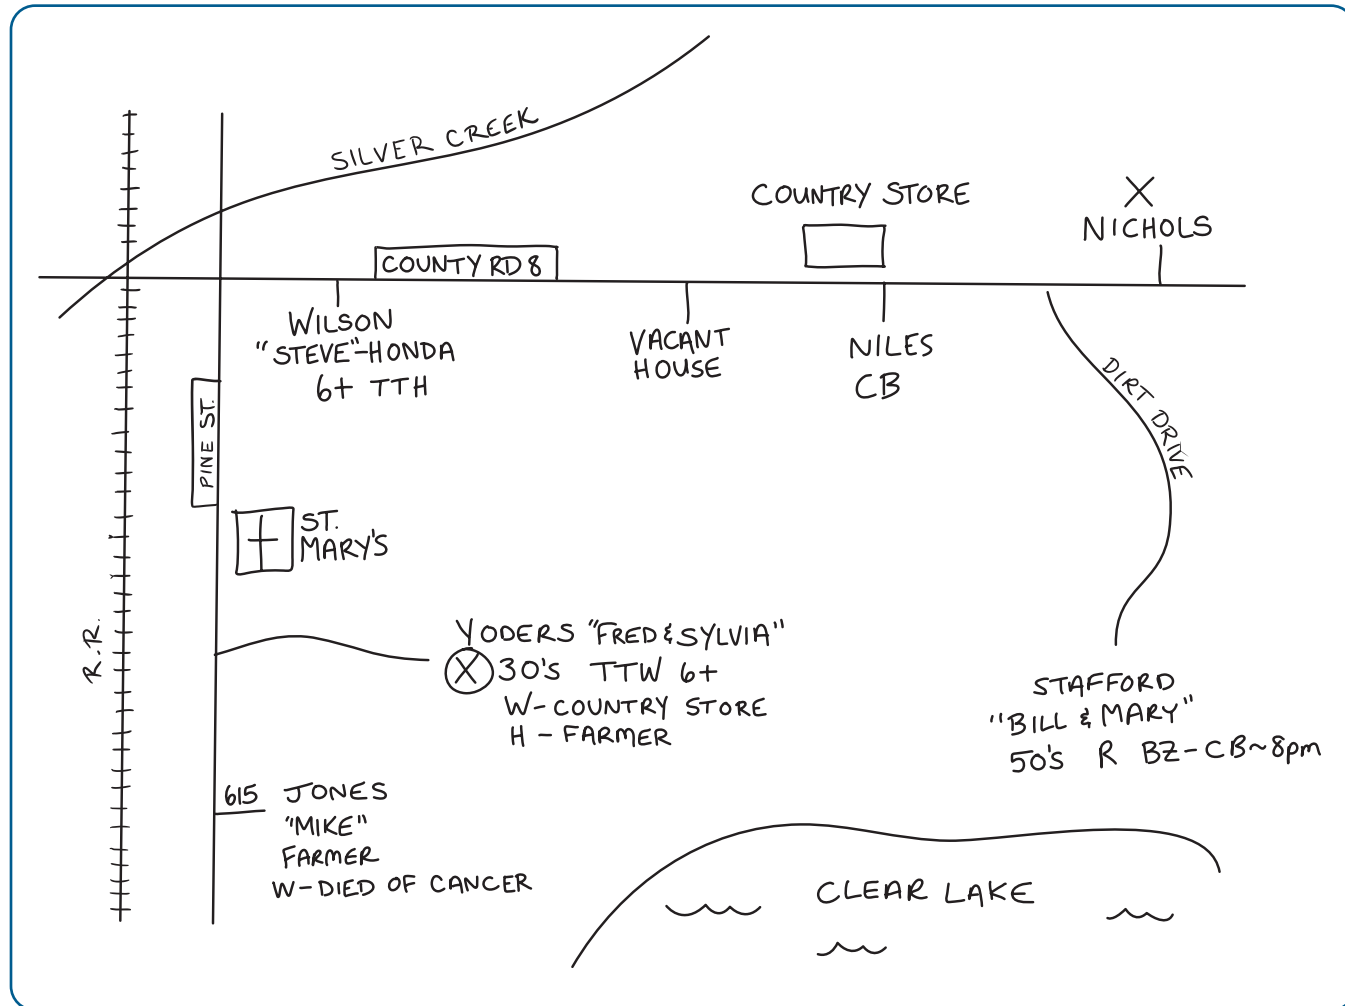 SILVER CREEK
COUNTRY STORE
X
NICHOLS
COUNTY RD 8
WILSON
"STEVE"-HONDA
6+ TTH
VACANT
HOUSE
NILES
CB
DIRT DRIVE
PINE ST.
ST.
MARY'S
R.R.
YODERS "FRED & SYLVIA"
X 30'S TTW 6+
W-COUNTRY STORE
H - FARMER
STAFFORD
"BILL & MARY"
50'S R BZ-CB~8pm
615 JONES
"MIKE"
FARMER
W-DIED OF CANCER
CLEAR LAKE